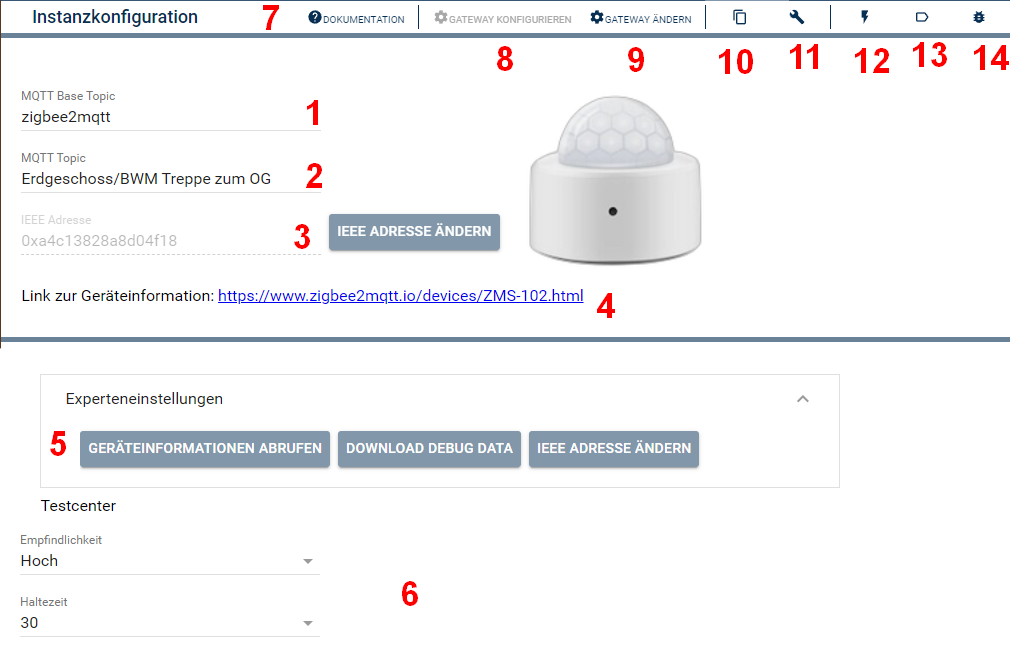 Instanzkonfiguration 7 DOKUMENTATION GATEWAY KONFIGURIEREN GATEWAY ÄNDERN
8 9 10 11 12 13 14
MQTT Base Topic
zigbee2mqtt 1
MQTT Topic
Erdgeschoss/BWM Treppe zum OG 2
IEEE Adresse
0xa4c13828a8d04f18 3 IEEE ADRESSE ÄNDERN
Link zur Geräteinformation: https://www.zigbee2mqtt.io/devices/ZMS-102.html 4
Experteneinstellungen
5 GERÄTEINFORMATIONEN ABRUFEN DOWNLOAD DEBUG DATA IEEE ADRESSE ÄNDERN
Testcenter
Empfindlichkeit
Hoch
6
Haltezeit
30